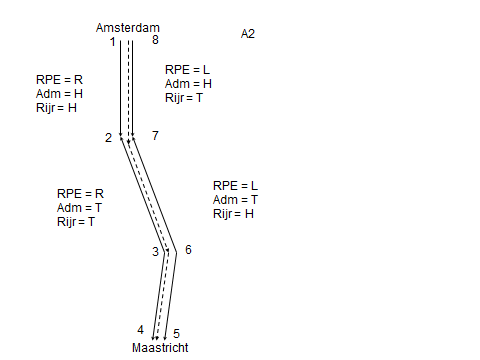 Amsterdam
A2
1
8
RPE = R
Adm = H
Rijr = H
RPE = L
Adm = H
Rijr = T
2
7
RPE = R
Adm = T
Rijr = T
RPE = L
Adm = T
Rijr = H
3
6
4
5
Maastricht